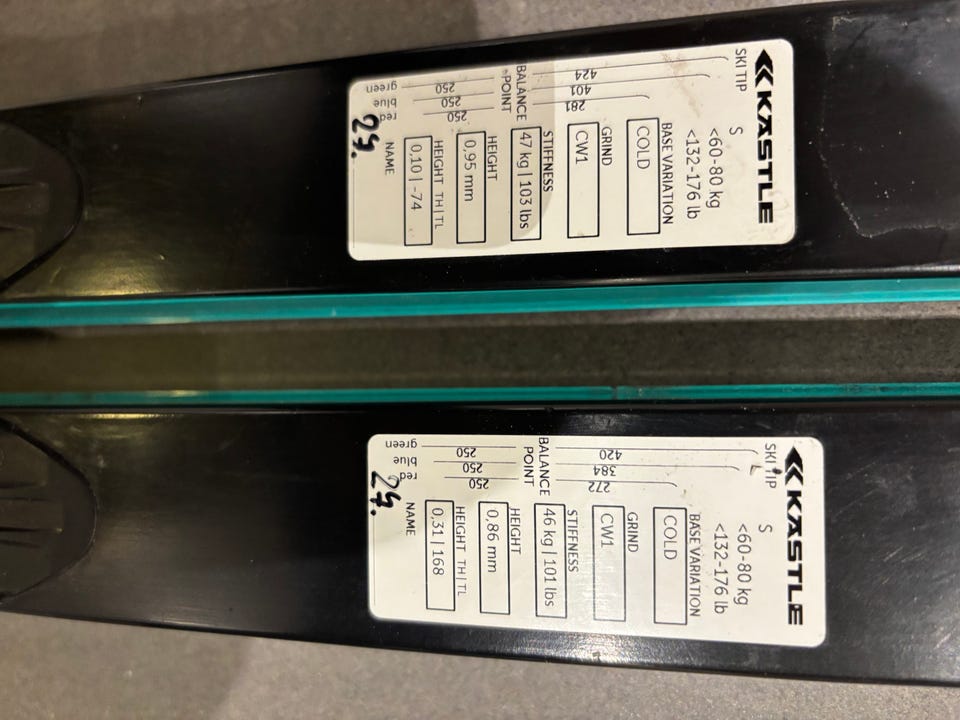 KÄSTLE
S
<60-80 kg
<132-176 lb
BASE VARIATION
COLD
GRIND
CW1
STIFFNESS
47 kg | 103 lbs
HEIGHT
0,95 mm
HEIGHT TH | TL
0,10 | -74
NAME
29.
SKI TIP
424
401
281
BALANCE
POINT
250 green
250 blue
250 red
KÄSTLE
S
<60-80 kg
<132-176 lb
BASE VARIATION
COLD
GRIND
CW1
STIFFNESS
46 kg | 101 lbs
HEIGHT
0,86 mm
HEIGHT TH | TL
0,31 | 168
NAME
29.
SKI TIP
420
384
272
BALANCE
POINT
250 green
250 blue
250 red